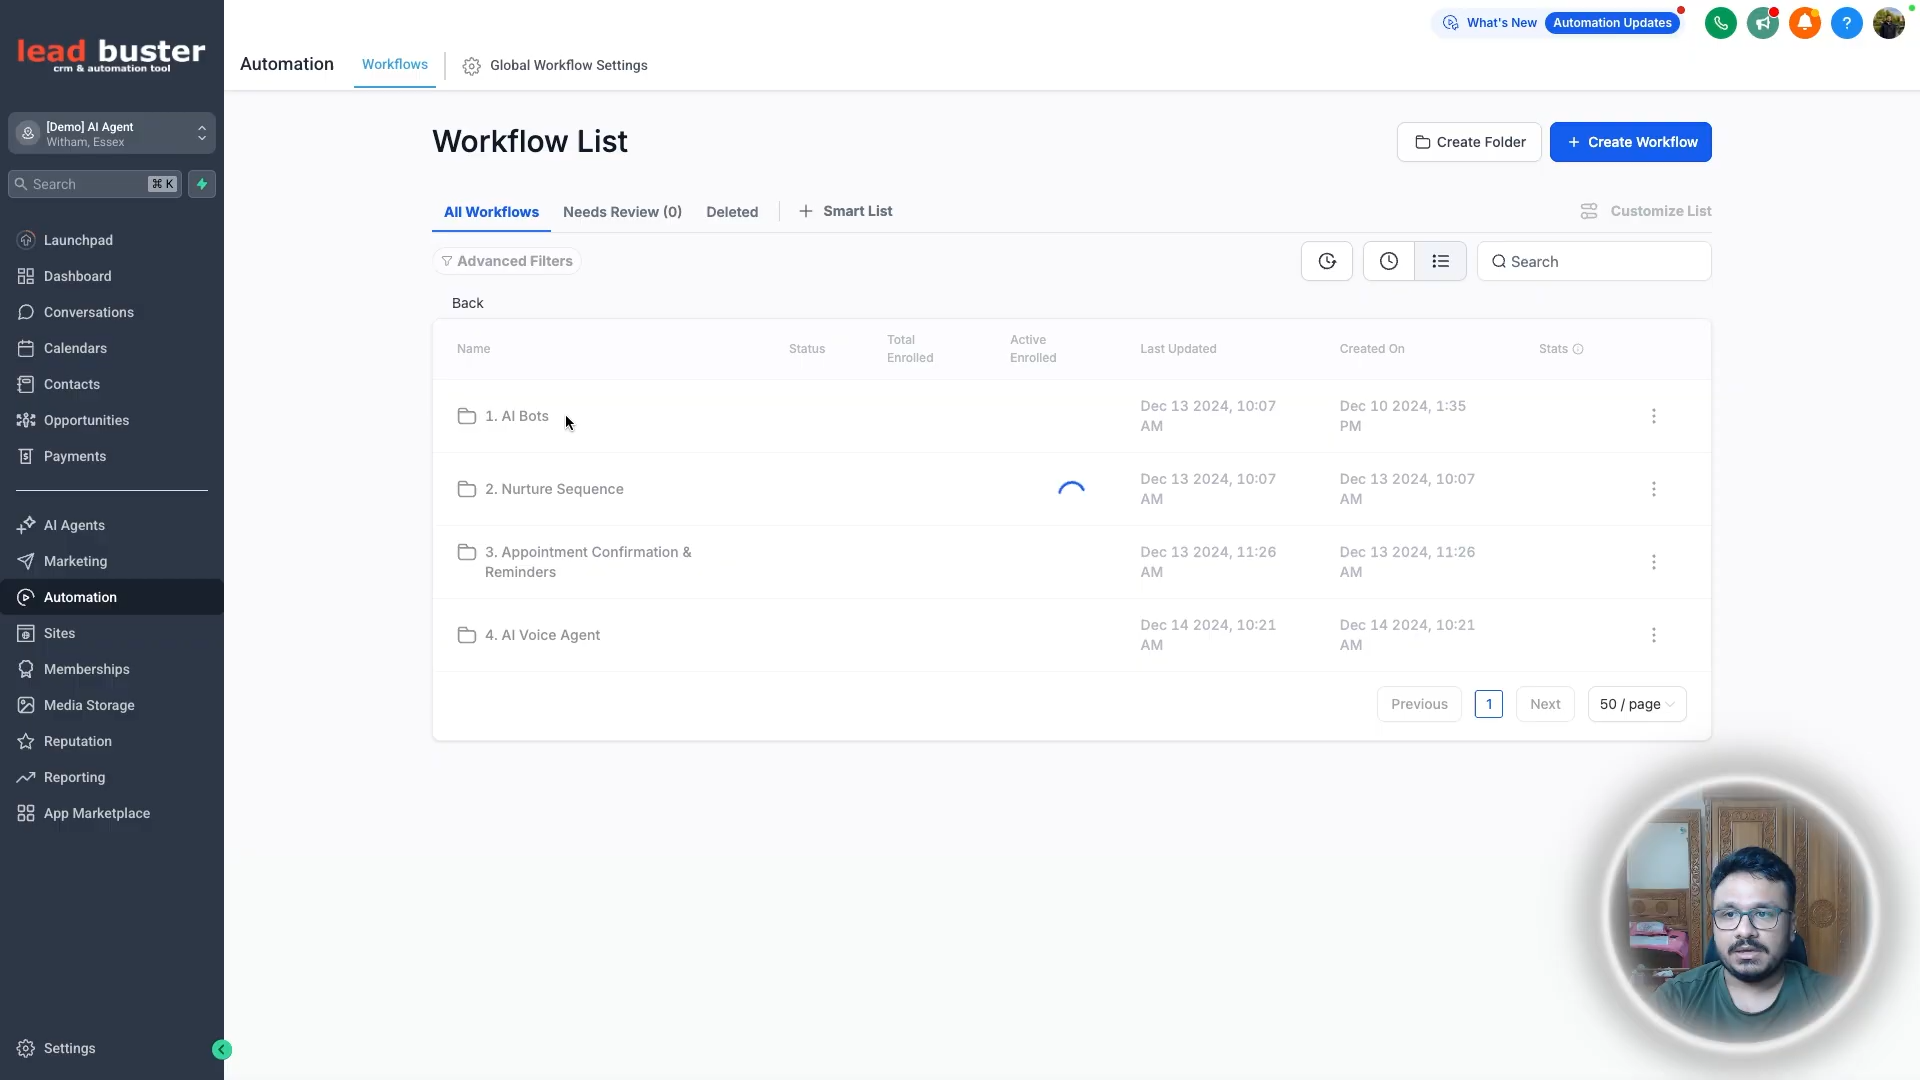 lead buster
crm & automation tool
[Demo] AI Agent
Witham, Essex
Search
⌘ K
Launchpad
Dashboard
Conversations
Calendars
Contacts
Opportunities
Payments
AI Agents
Marketing
Automation
Sites
Memberships
Media Storage
Reputation
Reporting
App Marketplace
Settings
What's New
Automation Updates
?
Automation
Workflows
Global Workflow Settings
Workflow List
Create Folder
+ Create Workflow
All Workflows
Needs Review (0)
Deleted
+ Smart List
Customize List
Advanced Filters
Search
Back
Name
Status
Total
Enrolled
Active
Enrolled
Last Updated
Created On
Stats
1. AI Bots
Dec 13 2024, 10:07
AM
Dec 10 2024, 1:35
PM
2. Nurture Sequence
Dec 13 2024, 10:07
AM
Dec 13 2024, 10:07
AM
3. Appointment Confirmation &
Reminders
Dec 13 2024, 11:26
AM
Dec 13 2024, 11:26
AM
4. AI Voice Agent
Dec 14 2024, 10:21
AM
Dec 14 2024, 10:21
AM
Previous
1
Next
50 / page